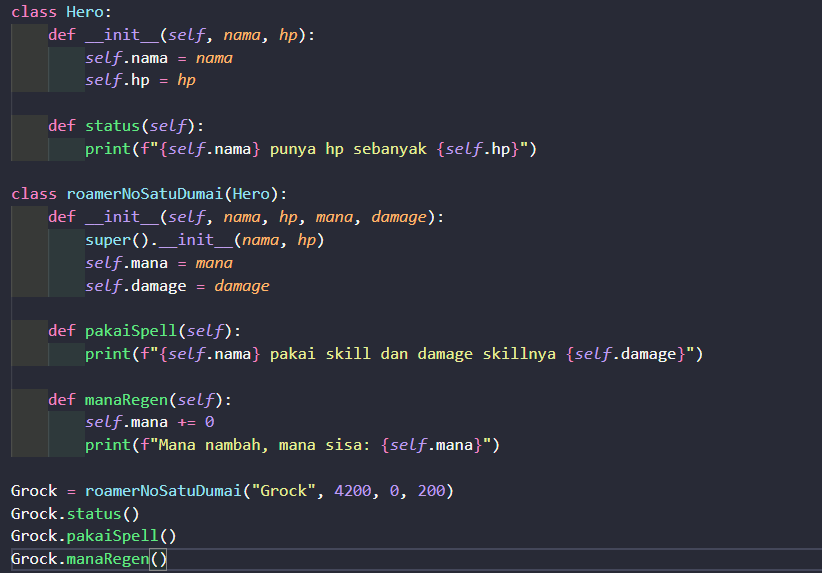 class Hero:
    def __init__(self, nama, hp):
        self.nama = nama
        self.hp = hp

    def status(self):
        print(f"{self.nama} punya hp sebanyak {self.hp}")

class roamerNoSatuDumai(Hero):
    def __init__(self, nama, hp, mana, damage):
        super().__init__(nama, hp)
        self.mana = mana
        self.damage = damage

    def pakaiSpell(self):
        print(f"{self.nama} pakai skill dan damage skillnya {self.damage}")

    def manaRegen(self):
        self.mana += 0
        print(f"Mana nambah, mana sisa: {self.mana}")

Grock = roamerNoSatuDumai("Grock", 4200, 0, 200)
Grock.status()
Grock.pakaiSpell()
Grock.manaRegen()